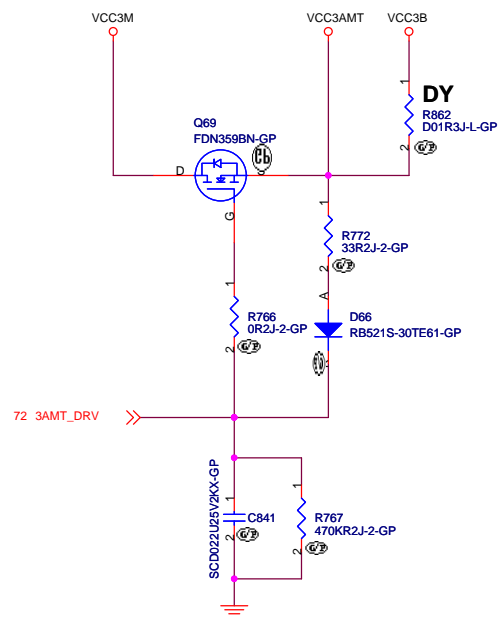 VCC3M
VCC3AMT
VCC3B
1
DY
R862
D01R3J-L-GP
2
G/P
Q69
FDN359BN-GP
D
G
1
R772
33R2J-2-GP
2
G/P
1
R766
0R2J-2-GP
2
G/P
A
D66
RB521S-30TE61-GP
72 3AMT_DRV
SCD022U25V2KX-GP
1
C841
2
G/P
1
R767
470KR2J-2-GP
2
G/P